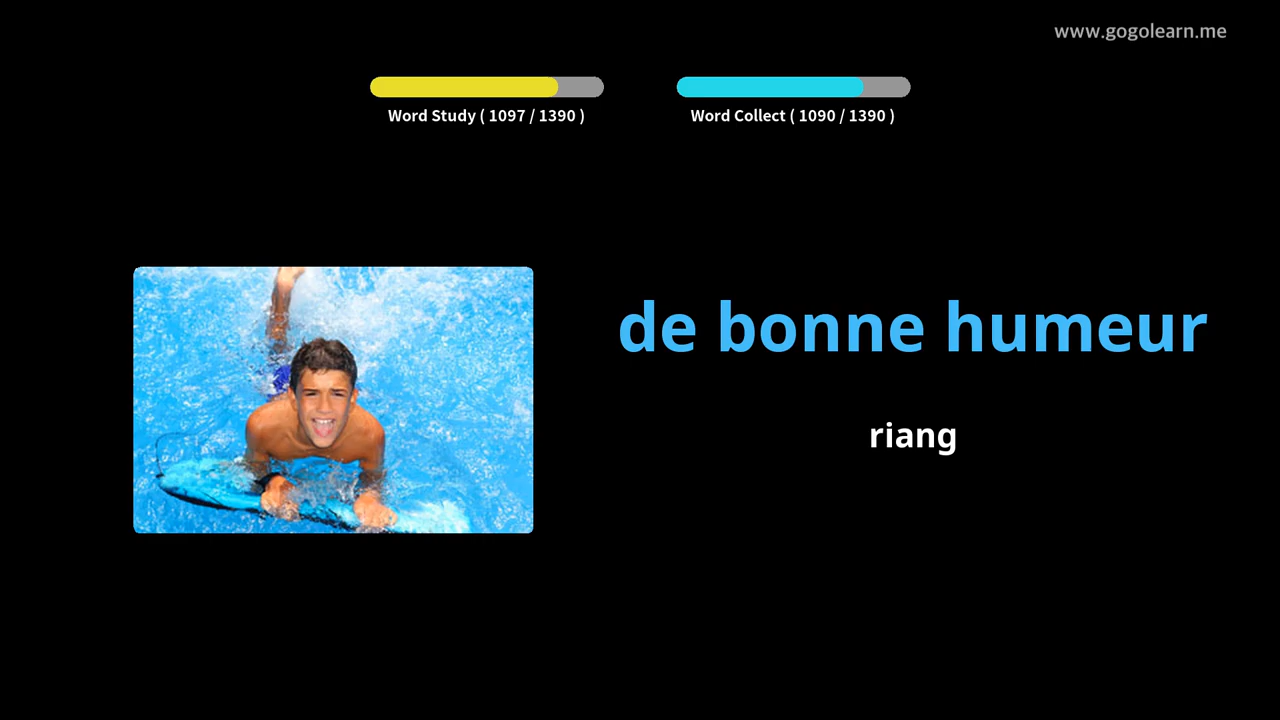 www.gogolearn.me
Word Study ( 1097 / 1390 )
Word Collect ( 1090 / 1390 )
de bonne humeur
riang